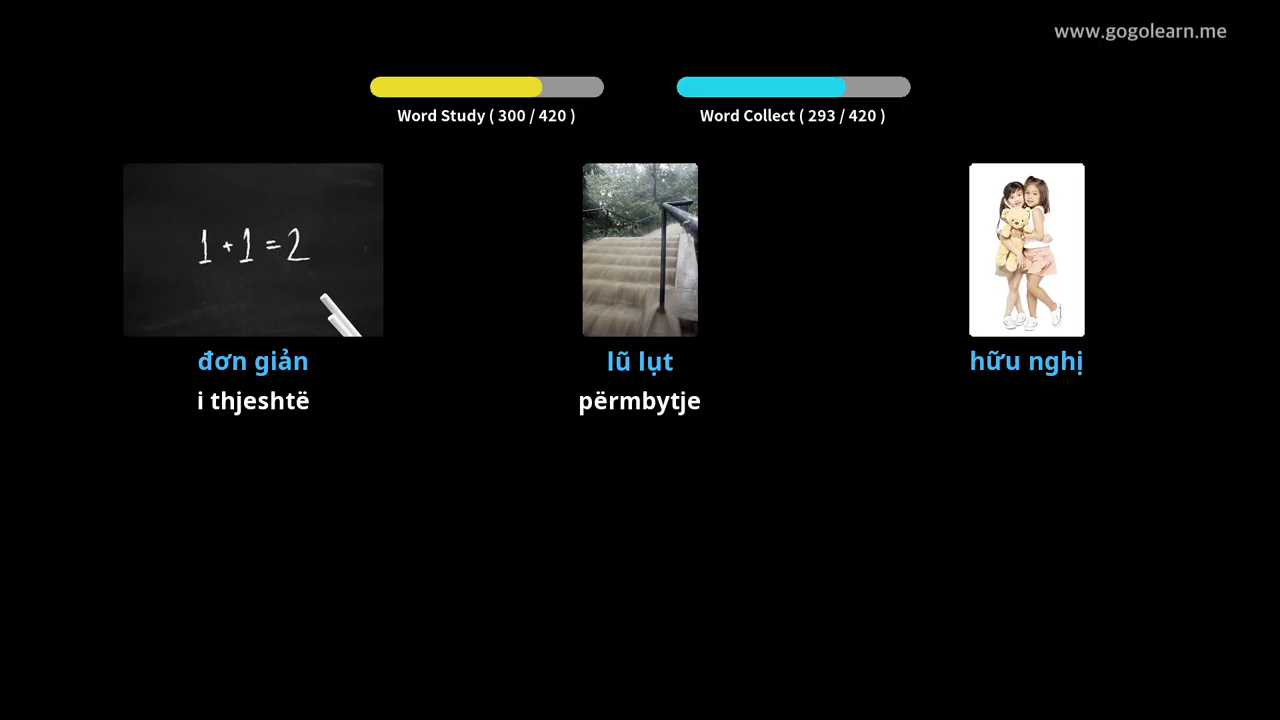 www.gogolearn.me
Word Study ( 300 / 420 )
Word Collect ( 293 / 420 )
1 + 1 = 2
đơn giản
i thjeshtë
lũ lụt
përmbytje
hữu nghị